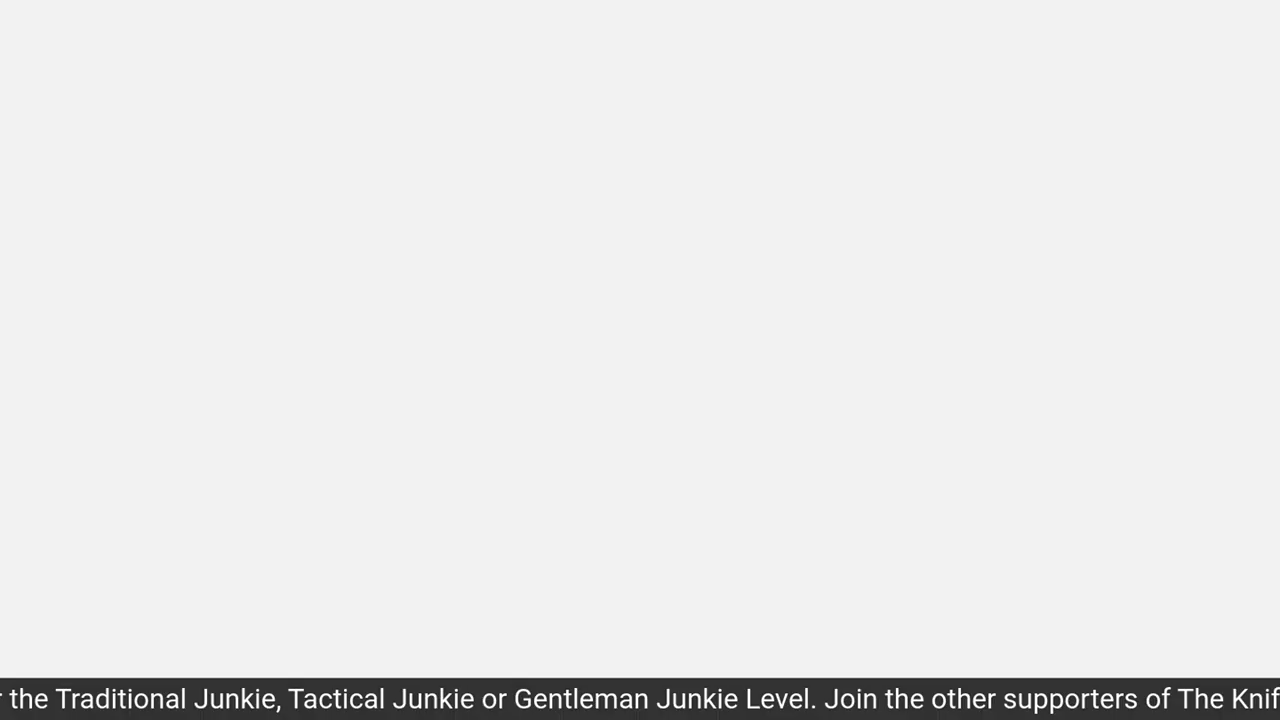 the Traditional Junkie, Tactical Junkie or Gentleman Junkie Level. Join the other supporters of The